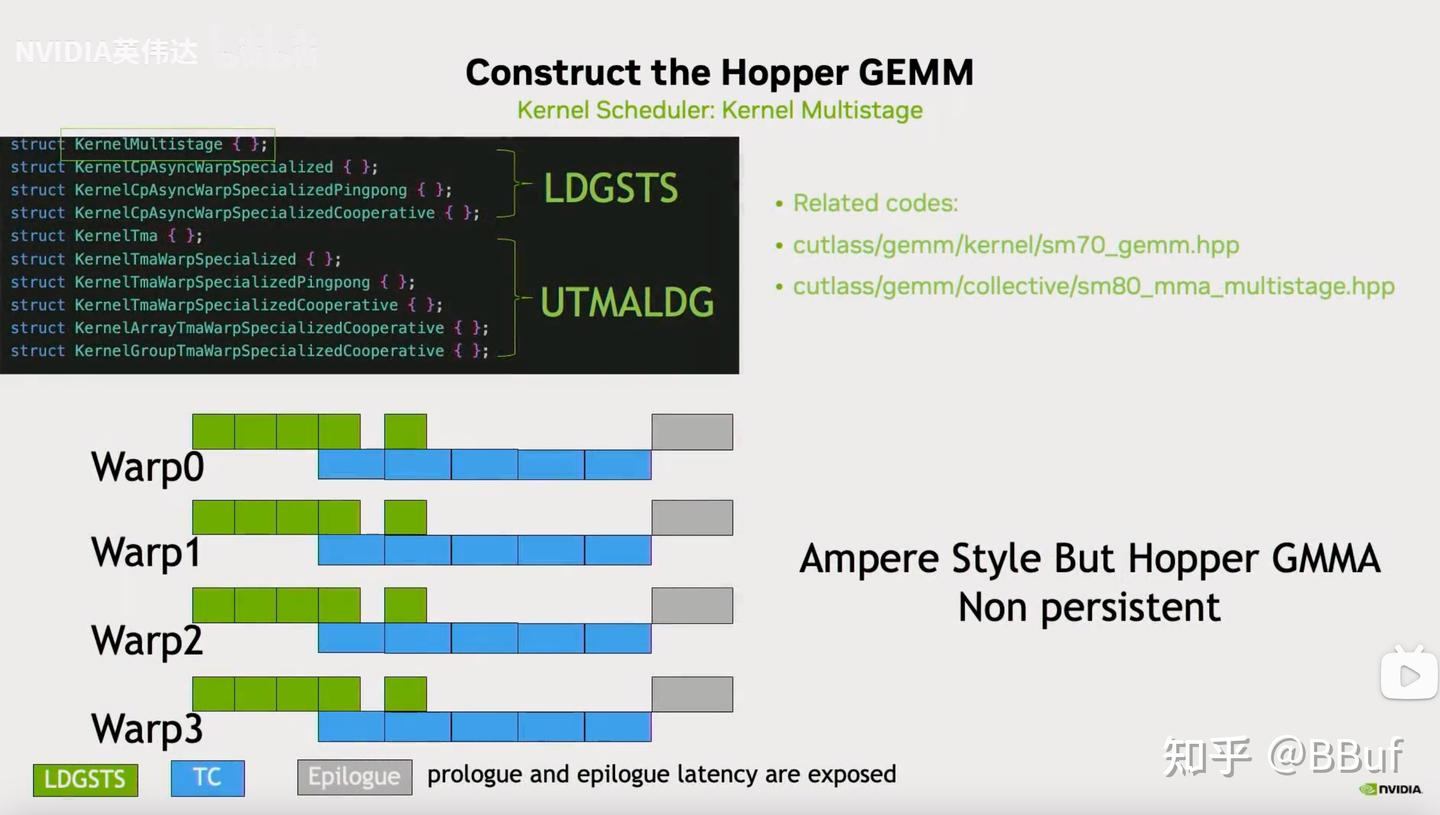 NVIDIA英伟达
Construct the Hopper GEMM
Kernel Scheduler: Kernel Multistage
struct KernelMultistage { };
struct KernelCpAsyncWarpSpecialized { };
struct KernelCpAsyncWarpSpecializedPingpong { };
struct KernelCpAsyncWarpSpecializedCooperative { };
struct KernelTma { };
struct KernelTmaWarpSpecialized { };
struct KernelTmaWarpSpecializedPingpong { };
struct KernelTmaWarpSpecializedCooperative { };
struct KernelArrayTmaWarpSpecializedCooperative { };
struct KernelGroupTmaWarpSpecializedCooperative { };
LDGSTS
UTMALDG
• Related codes:
• cutlass/gemm/kernel/sm70_gemm.hpp
• cutlass/gemm/collective/sm80_mma_multistage.hpp
Warp0
Warp1
Warp2
Warp3
Ampere Style But Hopper GMMA
Non persistent
LDGSTS
TC
Epilogue
prologue and epilogue latency are exposed
知乎 @BBuf
NVIDIA.